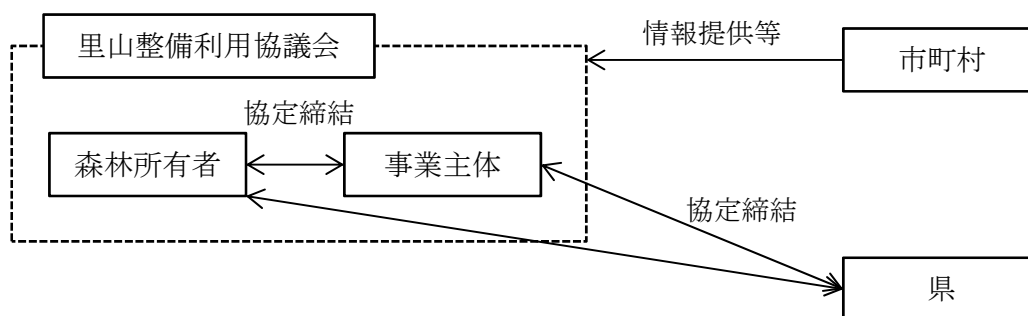 里山整備利用協議会
情報提供等
市町村
協定締結
森林所有者
事業主体
協定締結
県